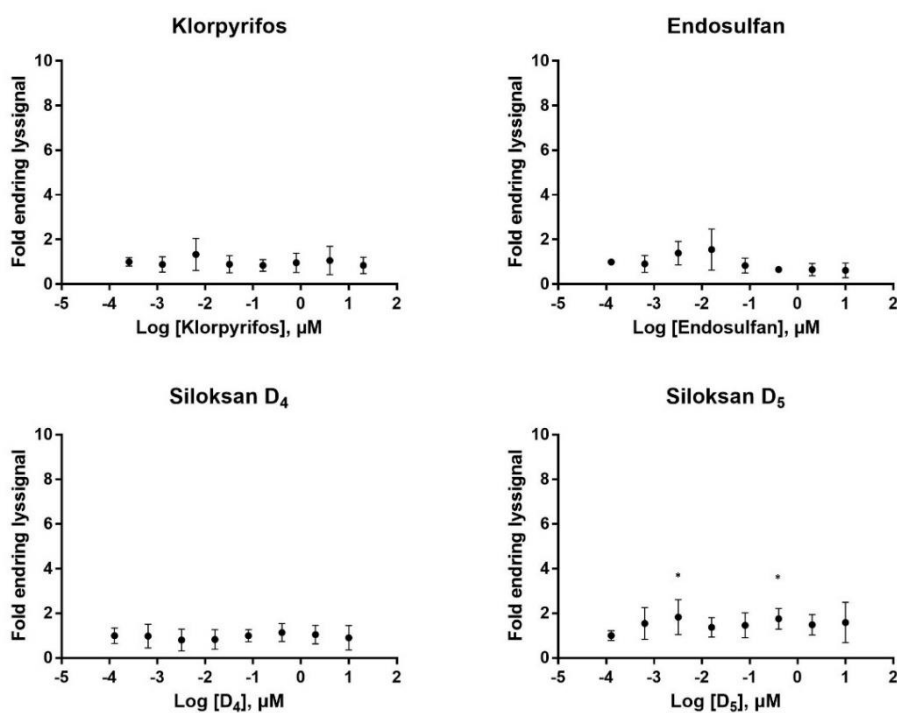 Klorpyrifos
Fold endring lyssignal
10
8
6
4
2
0
-5 -4 -3 -2 -1 0 1 2
Log [Klorpyrifos], µM
Endosulfan
Fold endring lyssignal
10
8
6
4
2
0
-5 -4 -3 -2 -1 0 1 2
Log [Endosulfan], µM
Siloksan D₄
Fold endring lyssignal
10
8
6
4
2
0
-5 -4 -3 -2 -1 0 1 2
Log [D₄], µM
Siloksan D₅
Fold endring lyssignal
10
8
6
4
2
0
* *
-5 -4 -3 -2 -1 0 1 2
Log [D₅], µM